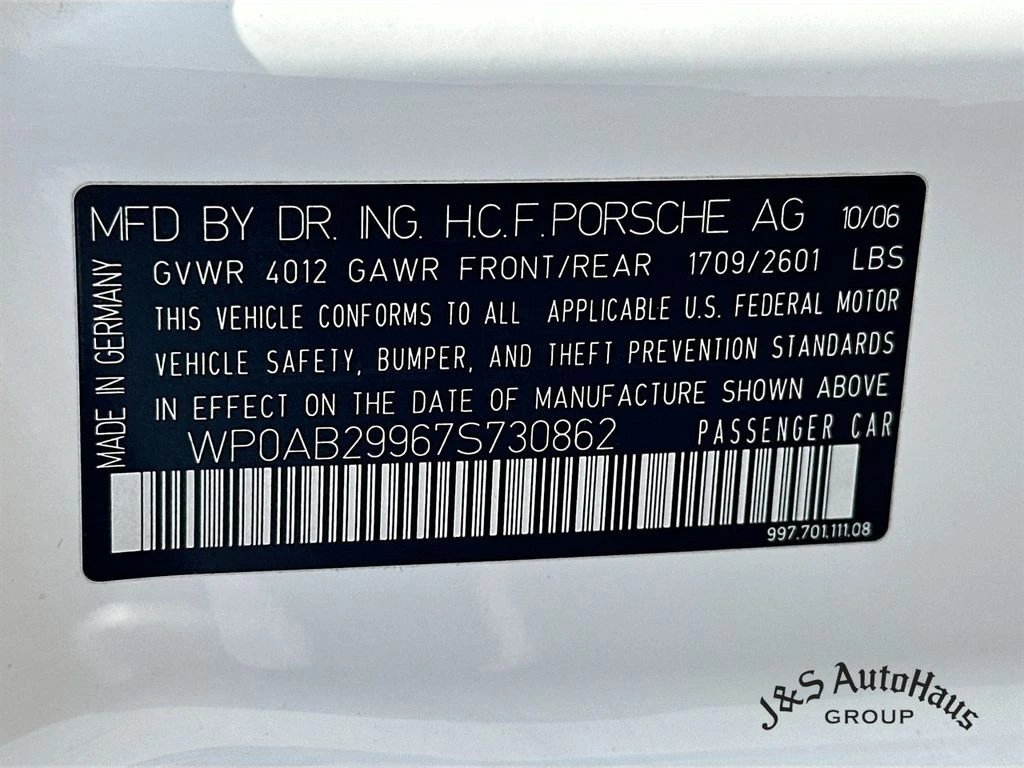 MFD BY DR. ING. H.C.F. PORSCHE AG 10/06
GVWR 4012 GAWR FRONT/REAR 1709/2601 LBS
THIS VEHICLE CONFORMS TO ALL APPLICABLE U.S. FEDERAL MOTOR
VEHICLE SAFETY, BUMPER, AND THEFT PREVENTION STANDARDS
IN EFFECT ON THE DATE OF MANUFACTURE SHOWN ABOVE
WP0AB29967S730862 PASSENGER CAR
997.701.111.08
MADE IN GERMANY
J&S AutoHaus
GROUP